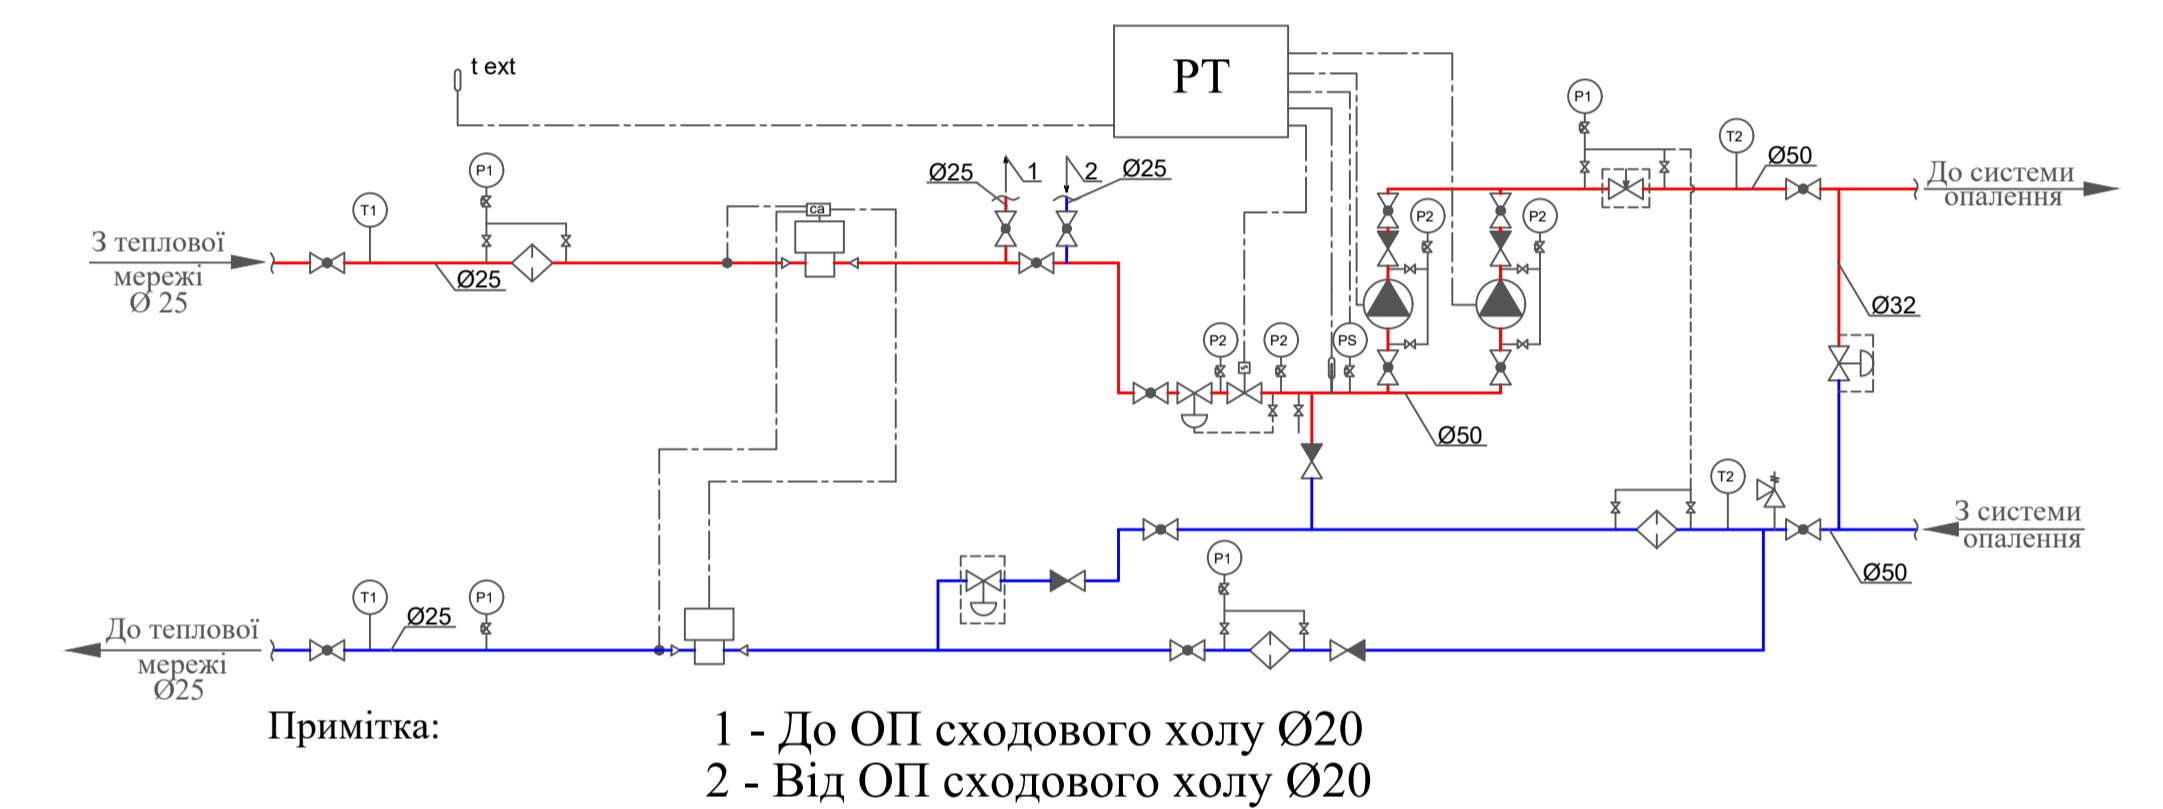 t ext
РТ
P1
T2
Ø50
До системи
опалення
P1
Ø25
1
2
Ø25
T1
ca
P2
P2
З теплової
мережі
Ø 25
Ø25
Ø32
P2
P2
PS
S
Ø50
T2
З системи
опалення
P1
Ø50
T1
P1
Ø25
До теплової
мережі
Ø25
Примітка:
1 - До ОП сходового холу Ø20
2 - Від ОП сходового холу Ø20